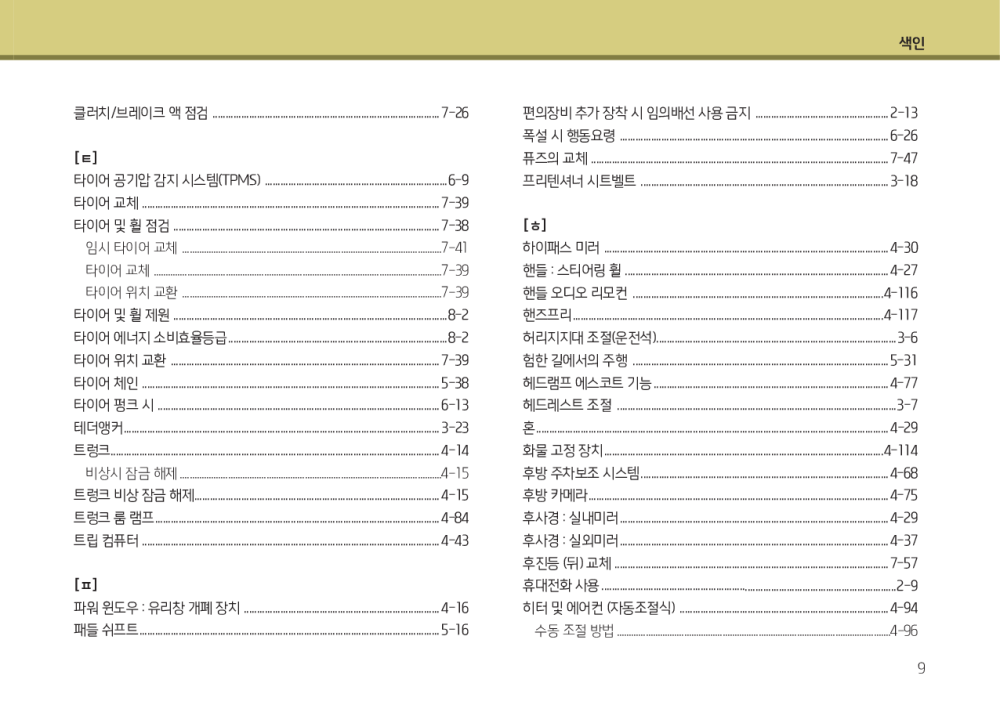 색인
클러치/브레이크 액 점검 ........ 7-26
[ㅌ]
타이어 공기압 감지 시스템(TPMS) ........ 6-9
타이어 교체 ........ 7-39
타이어 및 휠 점검 ........ 7-38
임시 타이어 교체 ........ 7-41
타이어 교체 ........ 7-39
타이어 위치 교환 ........ 7-39
타이어 및 휠 제원 ........ 8-2
타이어 에너지 소비효율등급 ........ 8-2
타이어 위치 교환 ........ 7-39
타이어 체인 ........ 5-38
타이어 펑크 시 ........ 6-13
테더앵커 ........ 3-23
트렁크 ........ 4-14
비상시 잠금 해제 ........ 4-15
트렁크 비상 잠금 해제 ........ 4-15
트렁크 룸 램프 ........ 4-84
트립 컴퓨터 ........ 4-43
[ㅍ]
파워 윈도우 : 유리창 개폐 장치 ........ 4-16
패들 쉬프트 ........ 5-16
편의장비 추가 장착 시 임의배선 사용 금지 ........ 2-13
폭설 시 행동요령 ........ 6-26
퓨즈의 교체 ........ 7-47
프리텐셔너 시트벨트 ........ 3-18
[ㅎ]
하이패스 미러 ........ 4-30
핸들 : 스티어링 휠 ........ 4-27
핸들 오디오 리모컨 ........ 4-116
핸즈프리 ........ 4-117
허리지지대 조절(운전석) ........ 3-6
험한 길에서의 주행 ........ 5-31
헤드램프 에스코트 기능 ........ 4-77
헤드레스트 조절 ........ 3-7
혼 ........ 4-29
화물 고정 장치 ........ 4-114
후방 주차보조 시스템 ........ 4-68
후방 카메라 ........ 4-75
후사경 : 실내미러 ........ 4-29
후사경 : 실외미러 ........ 4-37
후진등 (뒤) 교체 ........ 7-57
휴대전화 사용 ........ 2-9
히터 및 에어컨 (자동조절식) ........ 4-94
수동 조절 방법 ........ 4-96
9